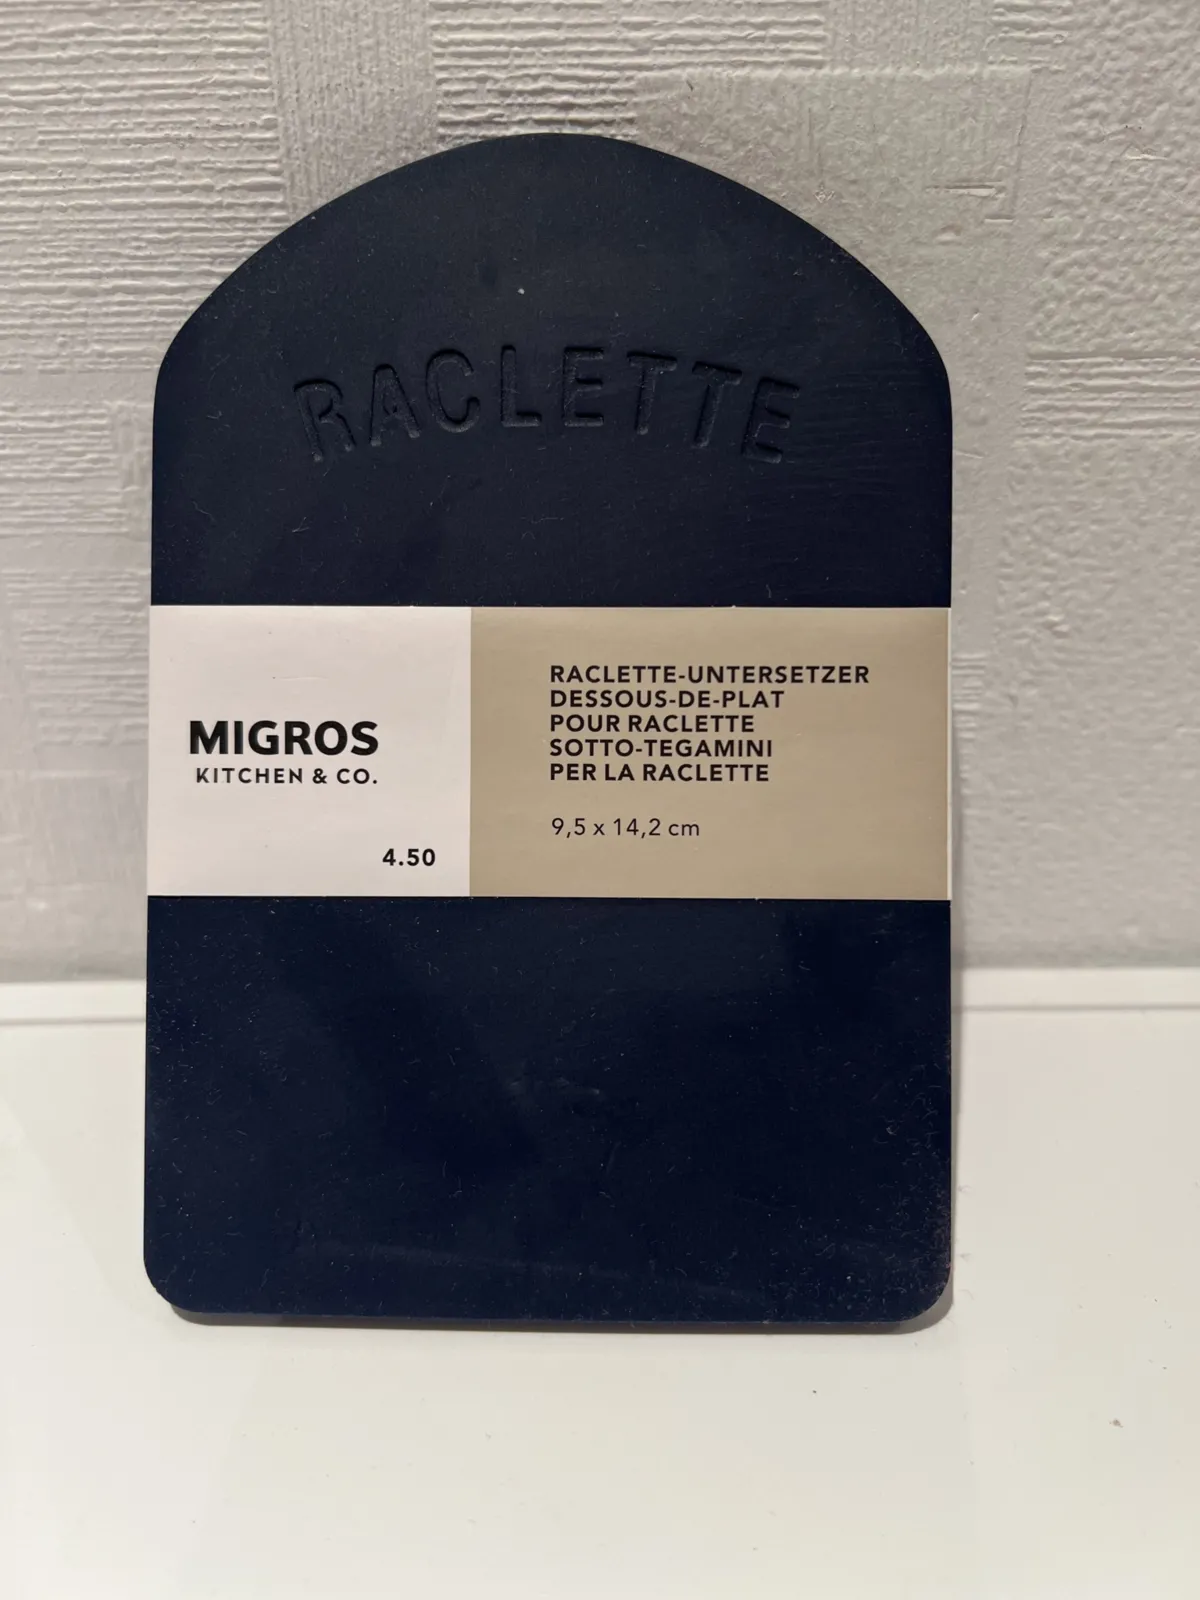 RACLETTE
MIGROS
KITCHEN & CO.
4.50
RACLETTE-UNTERSETZER
DESSOUS-DE-PLAT
POUR RACLETTE
SOTTO-TEGAMINI
PER LA RACLETTE
9,5 x 14,2 cm